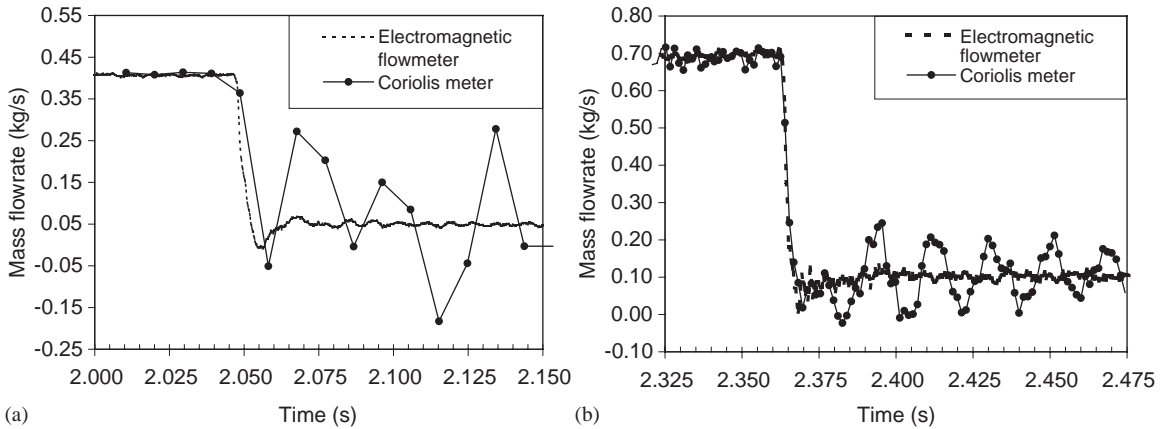 0.55
0.45
0.35
0.25
0.15
0.05
-0.05
-0.15
-0.25
Mass flowrate (kg/s)
2.000 2.025 2.050 2.075 2.100 2.125 2.150
Time (s)
Electromagnetic
flowmeter
Coriolis meter
(a)
0.80
0.70
0.60
0.50
0.40
0.30
0.20
0.10
0.00
-0.10
Mass flowrate (kg/s)
2.325 2.350 2.375 2.400 2.425 2.450 2.475
Time (s)
Electromagnetic
flowmeter
Coriolis meter
(b)